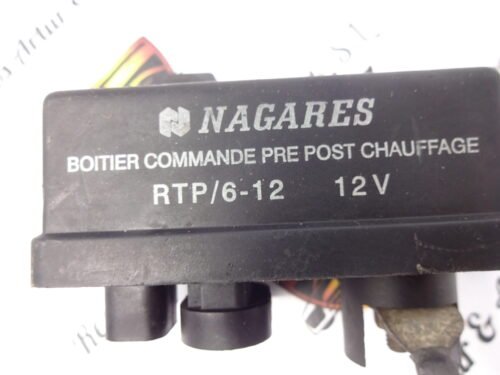 NAGARES
BOITIER COMMANDE PRE POST CHAUFFAGE
RTP/6-12 12V